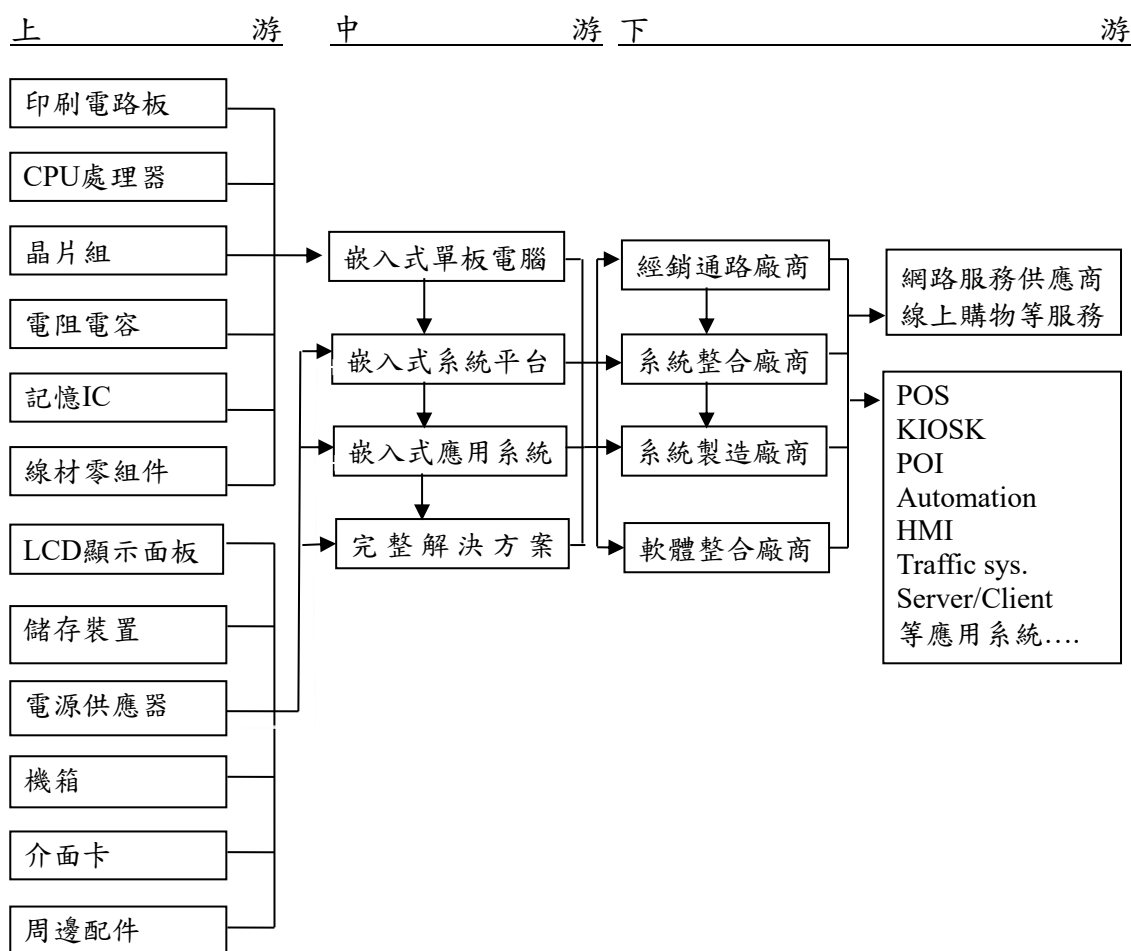 上游
中游
下游
印刷電路板
CPU處理器
晶片組
電阻電容
記憶IC
線材零組件
LCD顯示面板
儲存裝置
電源供應器
機箱
介面卡
周邊配件
嵌入式單板電腦
嵌入式系統平台
嵌入式應用系統
完整解決方案
經銷通路廠商
系統整合廠商
系統製造廠商
軟體整合廠商
網路服務供應商
線上購物等服務
POS
KIOSK
POI
Automation
HMI
Traffic sys.
Server/Client
等應用系統….